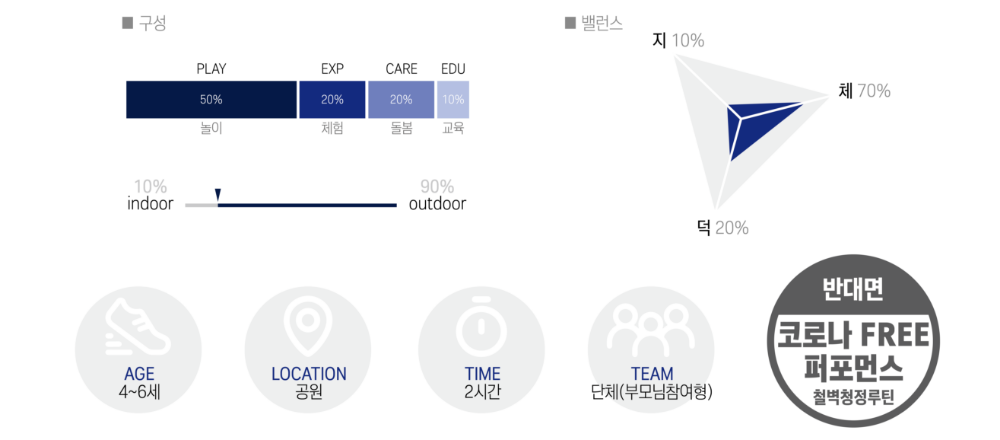 ■ 구성
PLAY EXP CARE EDU
50% 20% 20% 10%
놀이 체험 돌봄 교육
10% 90%
indoor outdoor
■ 밸런스
지 10%
체 70%
덕 20%
AGE
4~6세
LOCATION
공원
TIME
2시간
TEAM
단체(부모님참여형)
반대면
코로나 FREE
퍼포먼스
철벽청정루틴